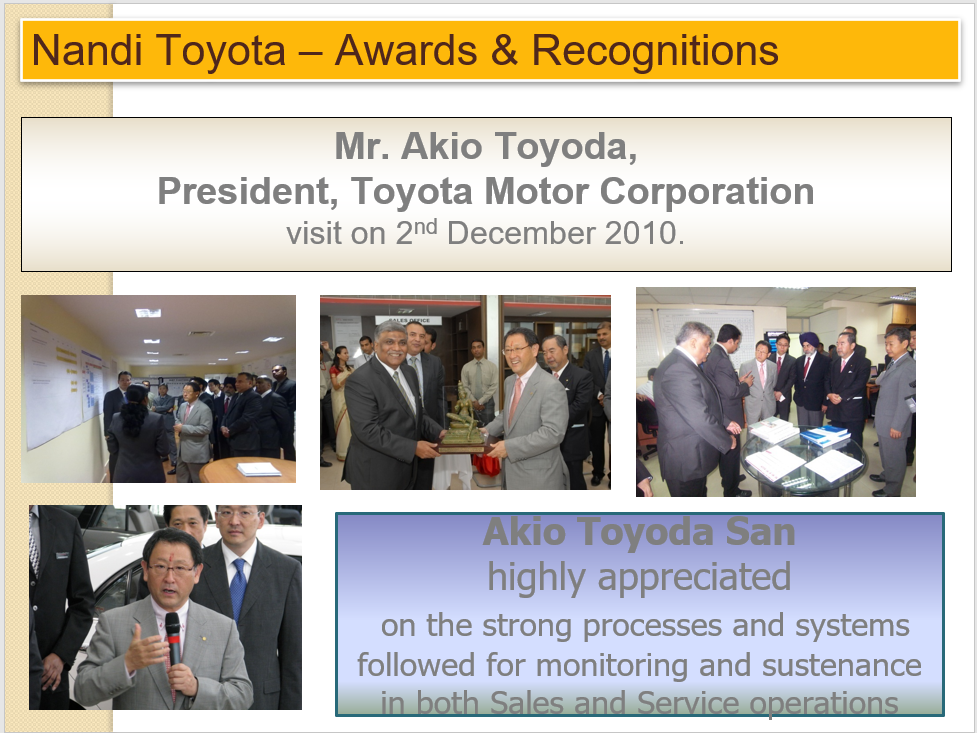 Nandi Toyota – Awards & Recognitions
Mr. Akio Toyoda,
President, Toyota Motor Corporation
visit on 2nd December 2010.
SALES OFFICE
Akio Toyoda San
highly appreciated
on the strong processes and systems
followed for monitoring and sustenance
in both Sales and Service operations